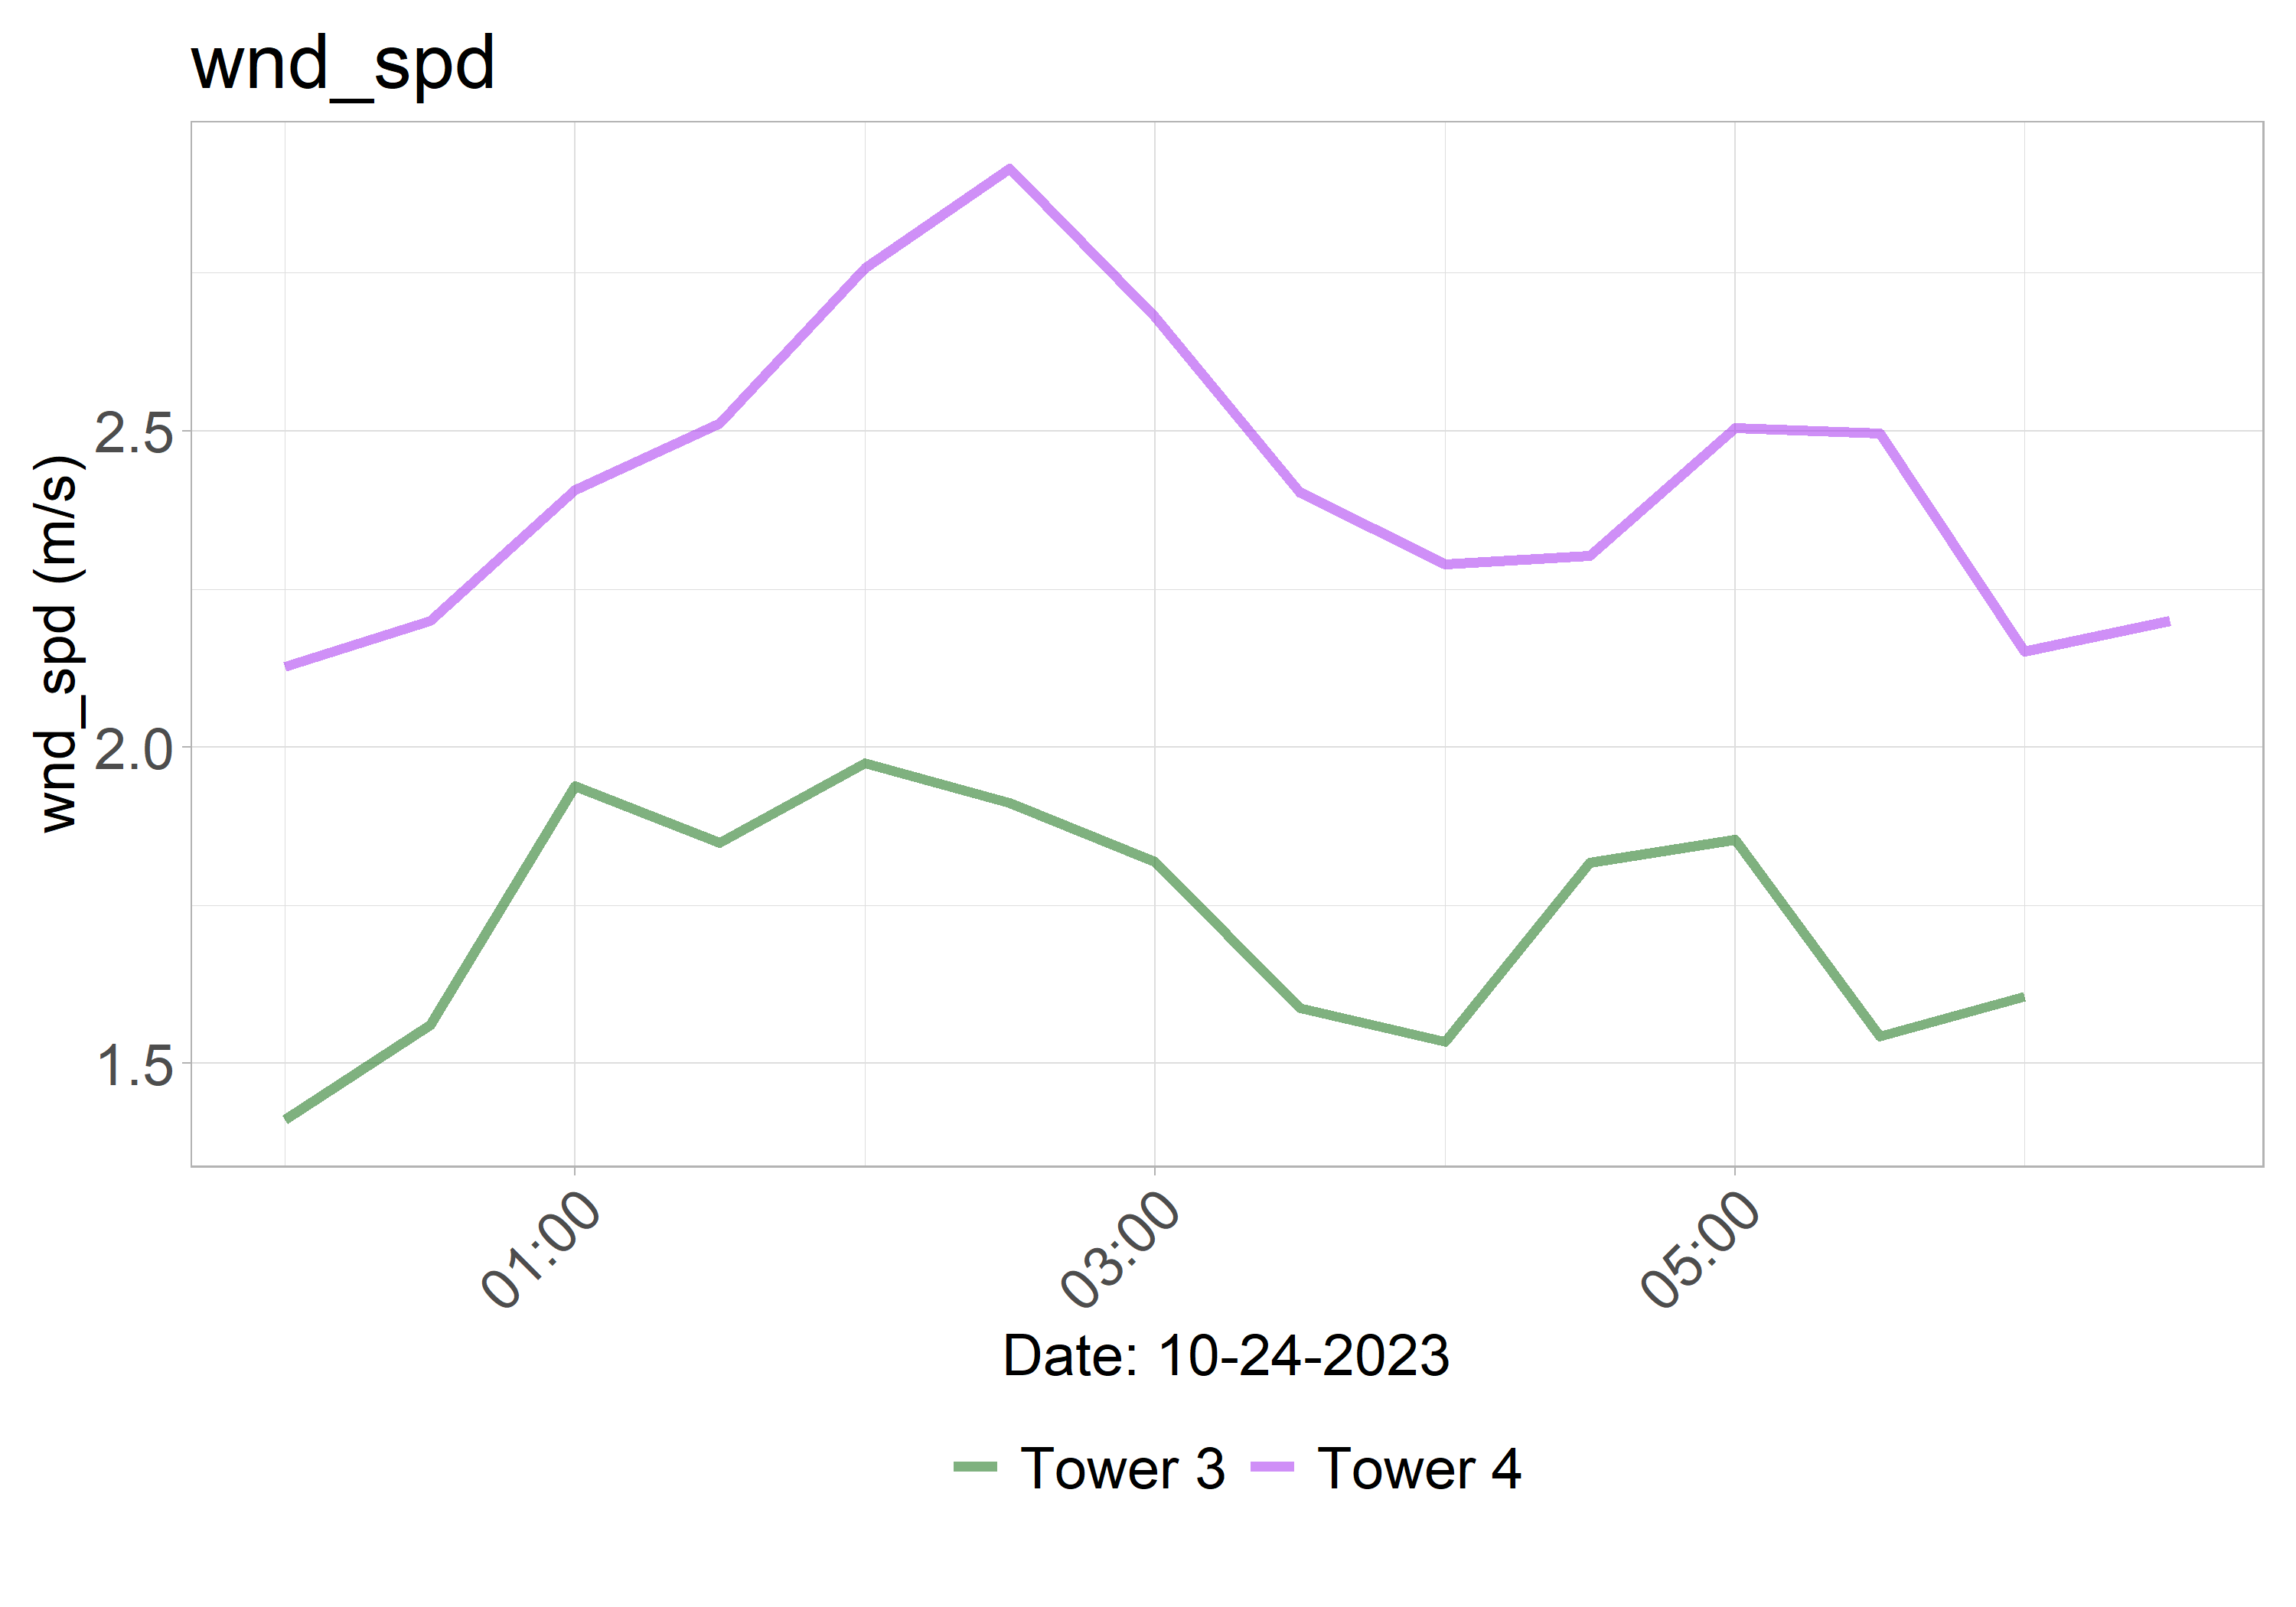 wnd_spd
wnd_spd (m/s)
2.5
2.0
1.5
01:00
03:00
05:00
Date: 10-24-2023
Tower 3
Tower 4